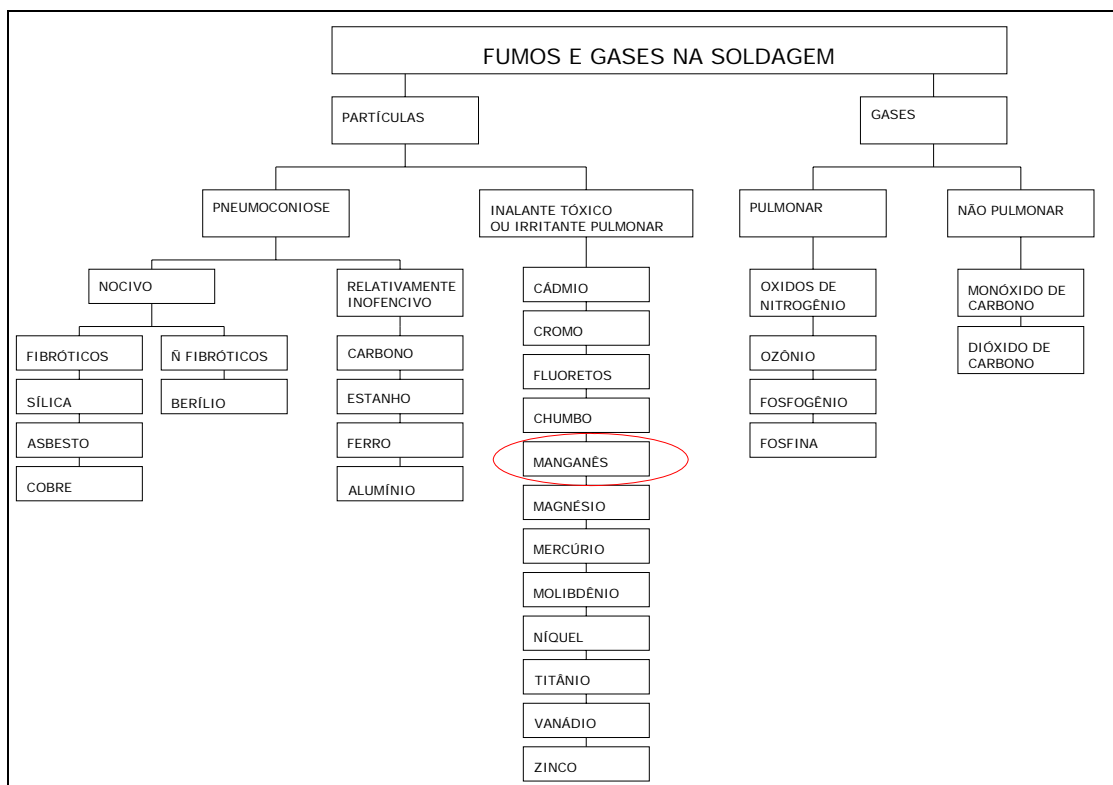 FUMOS E GASES NA SOLDAGEM
PARTÍCULAS
GASES
PNEUMOCONIOSE
INALANTE TÓXICO
OU IRRITANTE PULMONAR
PULMONAR
NÃO PULMONAR
NOCIVO
RELATIVAMENTE
INOFENCIVO
FIBRÓTICOS
Ñ FIBRÓTICOS
SÍLICA
BERÍLIO
ASBESTO
COBRE
CARBONO
ESTANHO
FERRO
ALUMÍNIO
CÁDMIO
CROMO
FLUORETOS
CHUMBO
MANGANÊS
MAGNÉSIO
MERCÚRIO
MOLIBDÊNIO
NÍQUEL
TITÂNIO
VANÁDIO
ZINCO
OXIDOS DE
NITROGÊNIO
OZÔNIO
FOSFOGÊNIO
FOSFINA
MONÓXIDO DE
CARBONO
DIÓXIDO DE
CARBONO